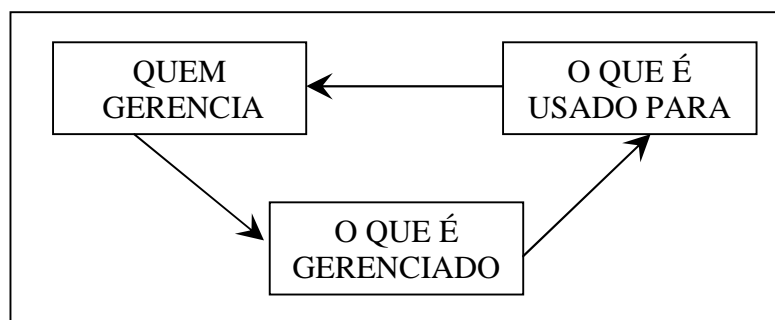 QUEM
GERENCIA
O QUE É
USADO PARA
O QUE É
GERENCIADO